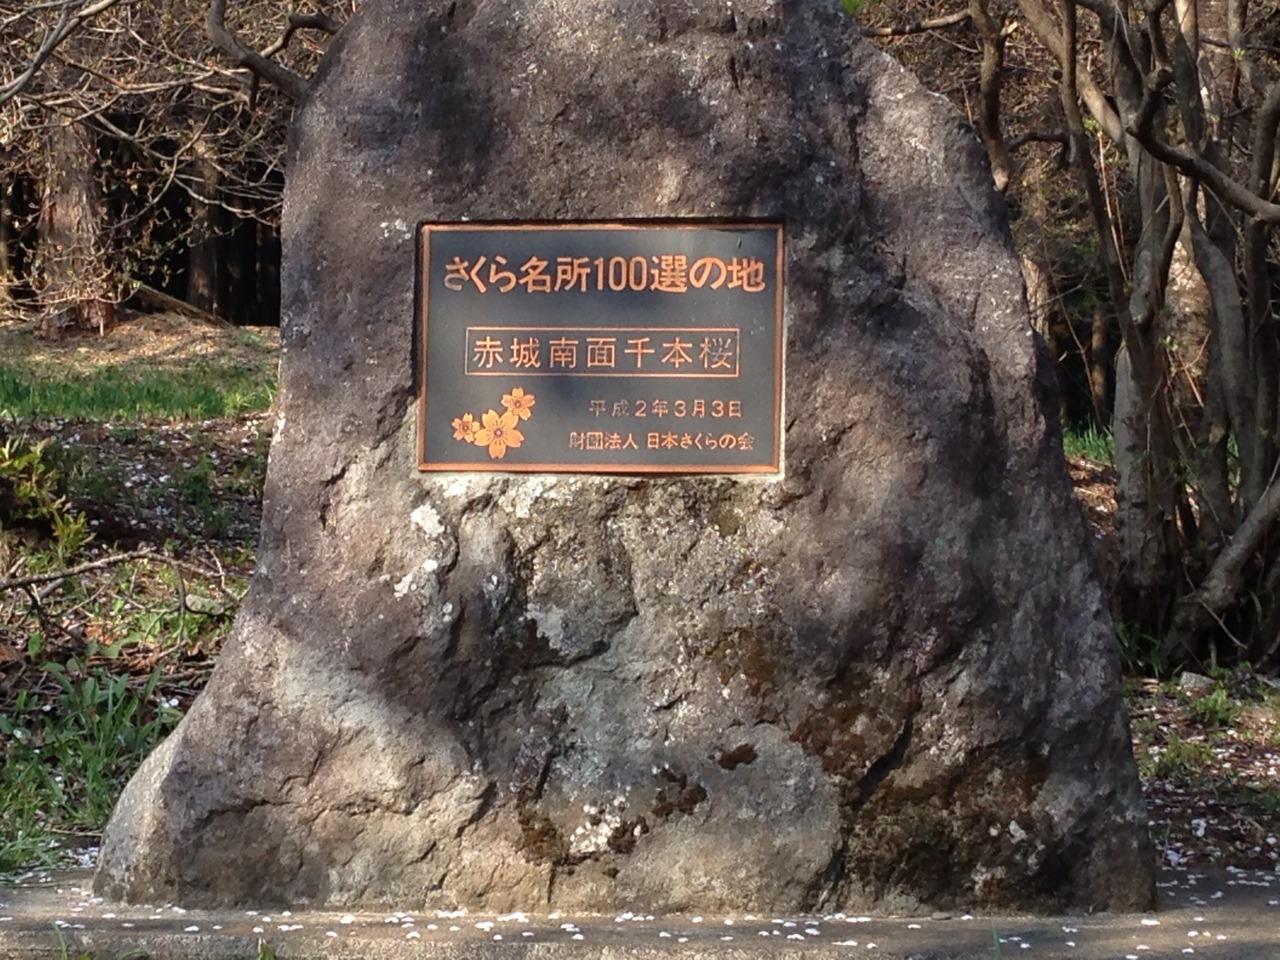 さくら名所100選の地
赤城南面千本桜
平成2年3月3日
財団法人 日本さくらの会